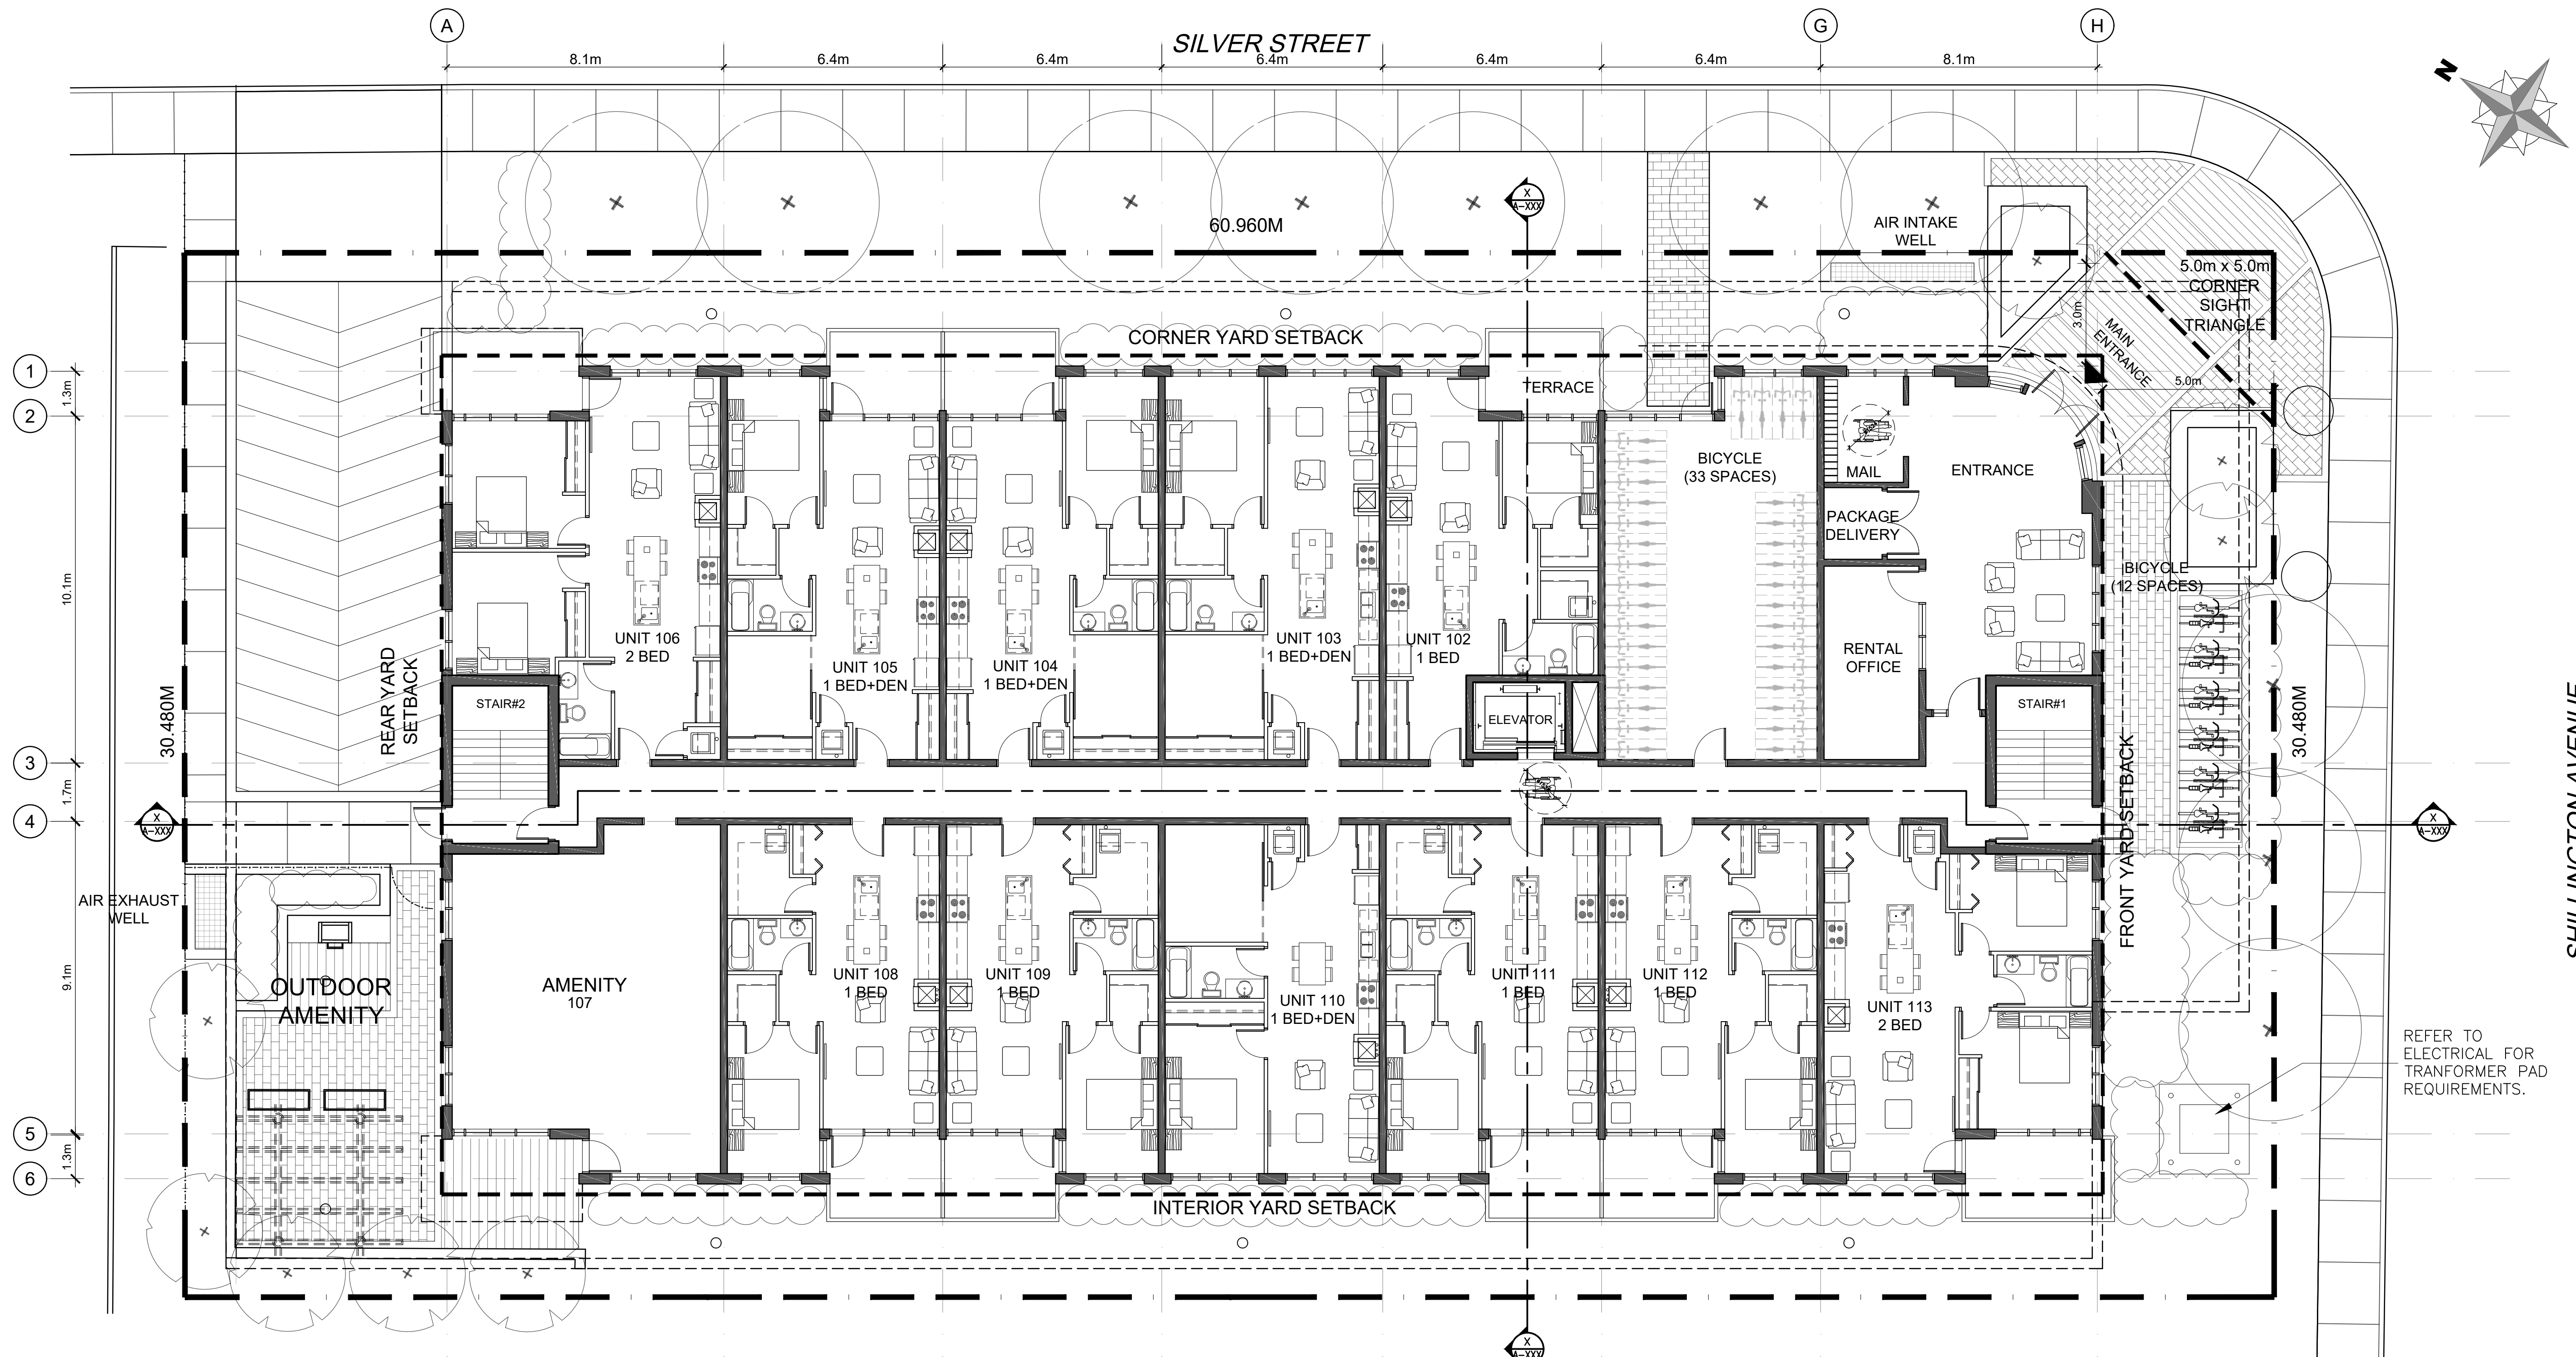 A
G
H
SILVER STREET
8.1m
6.4m
6.4m
6.4m
6.4m
6.4m
8.1m
N
60.960M
AIR INTAKE
WELL
5.0m x 5.0m
CORNER
SIGHT
TRIANGLE
3.0m
MAIN
ENTRANCE
5.0m
X
A-XXX
CORNER YARD SETBACK
1
1.3m
2
10.1m
3
1.7m
4
9.1m
5
1.3m
6
TERRACE
BICYCLE
(33 SPACES)
MAIL
ENTRANCE
PACKAGE
DELIVERY
RENTAL
OFFICE
BICYCLE
(12 SPACES)
UNIT 106
2 BED
UNIT 105
1 BED+DEN
UNIT 104
1 BED+DEN
UNIT 103
1 BED+DEN
UNIT 102
1 BED
30.480M
REAR YARD
SETBACK
STAIR#2
ELEVATOR
STAIR#1
30.480M
FRONT YARD SETBACK
SHILLINGTON AVENUE
X
A-XXX
X
A-XXX
AIR EXHAUST
WELL
OUTDOOR
AMENITY
AMENITY
107
UNIT 108
1 BED
UNIT 109
1 BED
UNIT 110
1 BED+DEN
UNIT 111
1 BED
UNIT 112
1 BED
UNIT 113
2 BED
REFER TO
ELECTRICAL FOR
TRANFORMER PAD
REQUIREMENTS.
INTERIOR YARD SETBACK
X
A-XXX